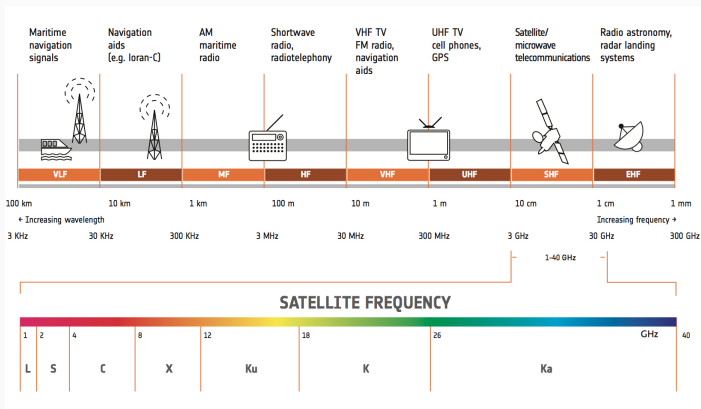 Maritime
navigation
signals
Navigation
aids
(e.g. loran-C)
AM
maritime
radio
Shortwave
radio,
radiotelephony
VHF TV
FM radio,
navigation
aids
UHF TV
cell phones,
GPS
Satellite/
microwave
telecommunications
Radio astronomy,
radar landing
systems
VLF LF MF HF VHF UHF SHF EHF
100 km 10 km 1 km 100 m 10 m 1 m 10 cm 1 cm 1 mm
← Increasing wavelength Increasing frequency →
3 KHz 30 KHz 300 KHz 3 MHz 30 MHz 300 MHz 3 GHz 30 GHz 300 GHz
1-40 GHz
SATELLITE FREQUENCY
1 2 4 8 12 18 26 GHz 40
L S C X Ku K Ka